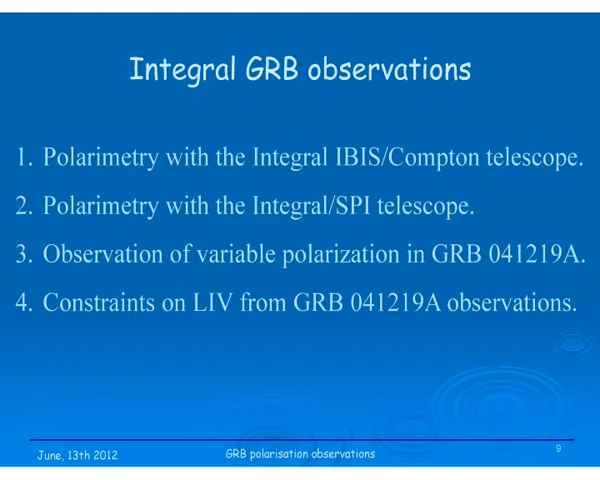 Integral GRB observations
1. Polarimetry with the Integral IBIS/Compton telescope.
2. Polarimetry with the Integral/SPI telescope.
3. Observation of variable polarization in GRB 041219A.
4. Constraints on LIV from GRB 041219A observations.
June, 13th 2012
GRB polarisation observations
9